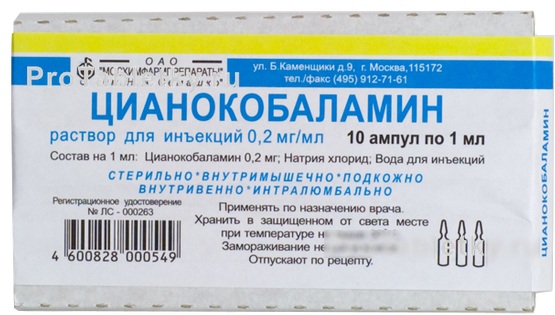 ОАО
"МОСХИМФАРМПРЕПАРАТЫ"
ул. Б.Каменщики д.9, г. Москва,115172
тел./факс (495) 912-71-61
ЦИАНОКОБАЛАМИН
раствор для инъекций 0,2 мг/мл 10 ампул по 1 мл
Состав на 1 мл: Цианокобаламин 0,2 мг; Натрия хлорид; Вода для инъекций
СТЕРИЛЬНО*ВНУТРИМЫШЕЧНО*ПОДКОЖНО
ВНУТРИВЕННО*ИНТРАЛЮМБАЛЬНО
Регистрационное удостоверение
№ ЛС - 000263
Применять по назначению врача.
Хранить в защищенном от света месте
при температуре не
Замораживание не
Отпускают по рецепту.
4 600828 000549
ЦИАНОКОБАЛАМИН